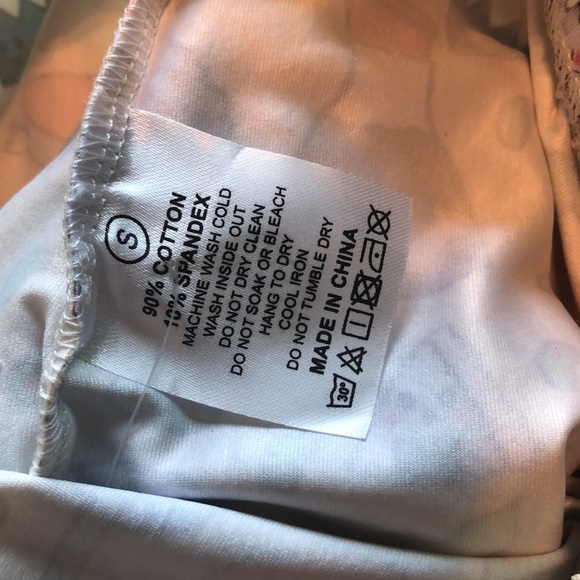 S
90% COTTON
10% SPANDEX
MACHINE WASH COLD
WASH INSIDE OUT
DO NOT DRY CLEAN
DO NOT SOAK OR BLEACH
HANG TO DRY
COOL IRON
DO NOT TUMBLE DRY
MADE IN CHINA
30°